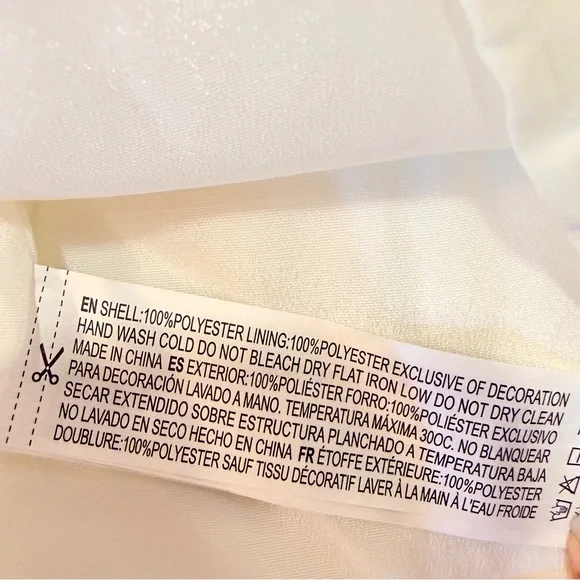 EN SHELL:100%POLYESTER LINING:100%POLYESTER EXCLUSIVE OF DECORATION
HAND WASH COLD DO NOT BLEACH DRY FLAT IRON LOW DO NOT DRY CLEAN
MADE IN CHINA ES EXTERIOR:100%POLIÉSTER FORRO:100%POLIÉSTER EXCLUSIVO
PARA DECORACIÓN LAVADO A MANO. TEMPERATURA MÁXIMA 30OC. NO BLANQUEAR
SECAR EXTENDIDO SOBRE ESTRUCTURA PLANCHADO A TEMPERATURA BAJA
NO LAVADO EN SECO HECHO EN CHINA FR ÉTOFFE EXTÉRIEURE:100%POLYESTER
DOUBLURE:100%POLYESTER SAUF TISSU DÉCORATIF LAVER À LA MAIN À L'EAU FROIDE